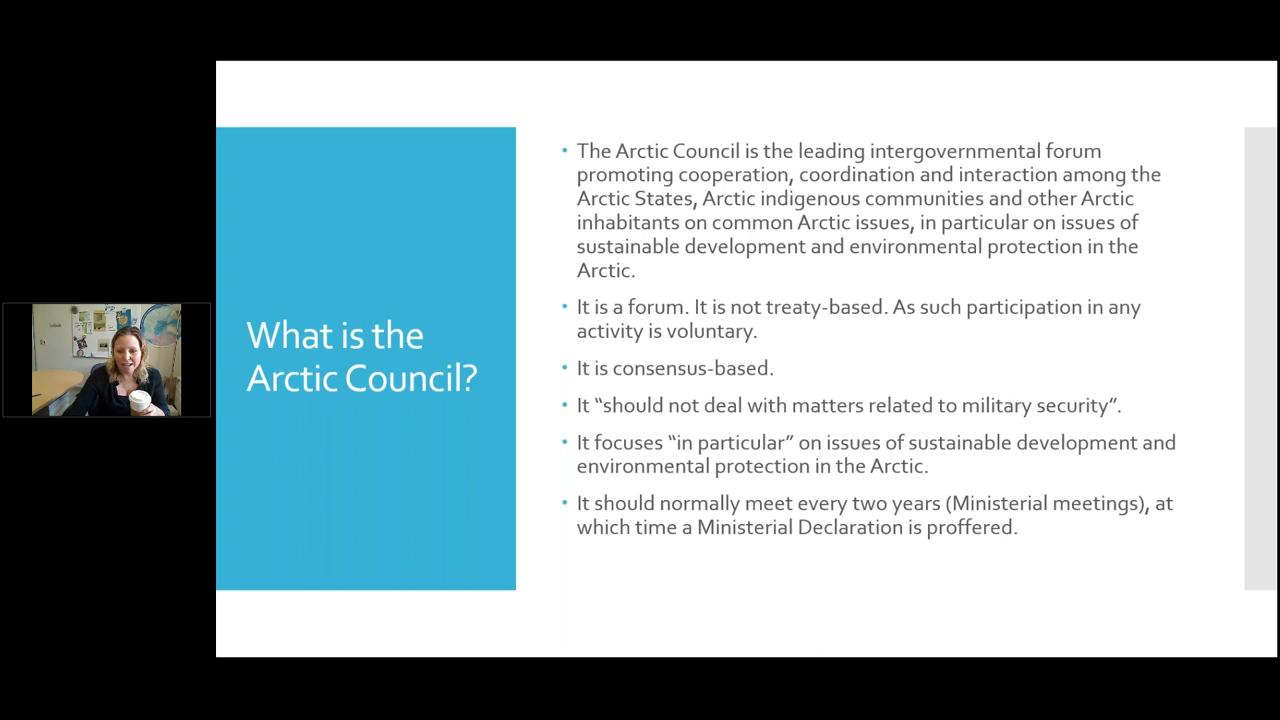 What is the
Arctic Council?
• The Arctic Council is the leading intergovernmental forum
promoting cooperation, coordination and interaction among the
Arctic States, Arctic indigenous communities and other Arctic
inhabitants on common Arctic issues, in particular on issues of
sustainable development and environmental protection in the
Arctic.
• It is a forum. It is not treaty-based. As such participation in any
activity is voluntary.
• It is consensus-based.
• It “should not deal with matters related to military security”.
• It focuses “in particular” on issues of sustainable development and
environmental protection in the Arctic.
• It should normally meet every two years (Ministerial meetings), at
which time a Ministerial Declaration is proffered.